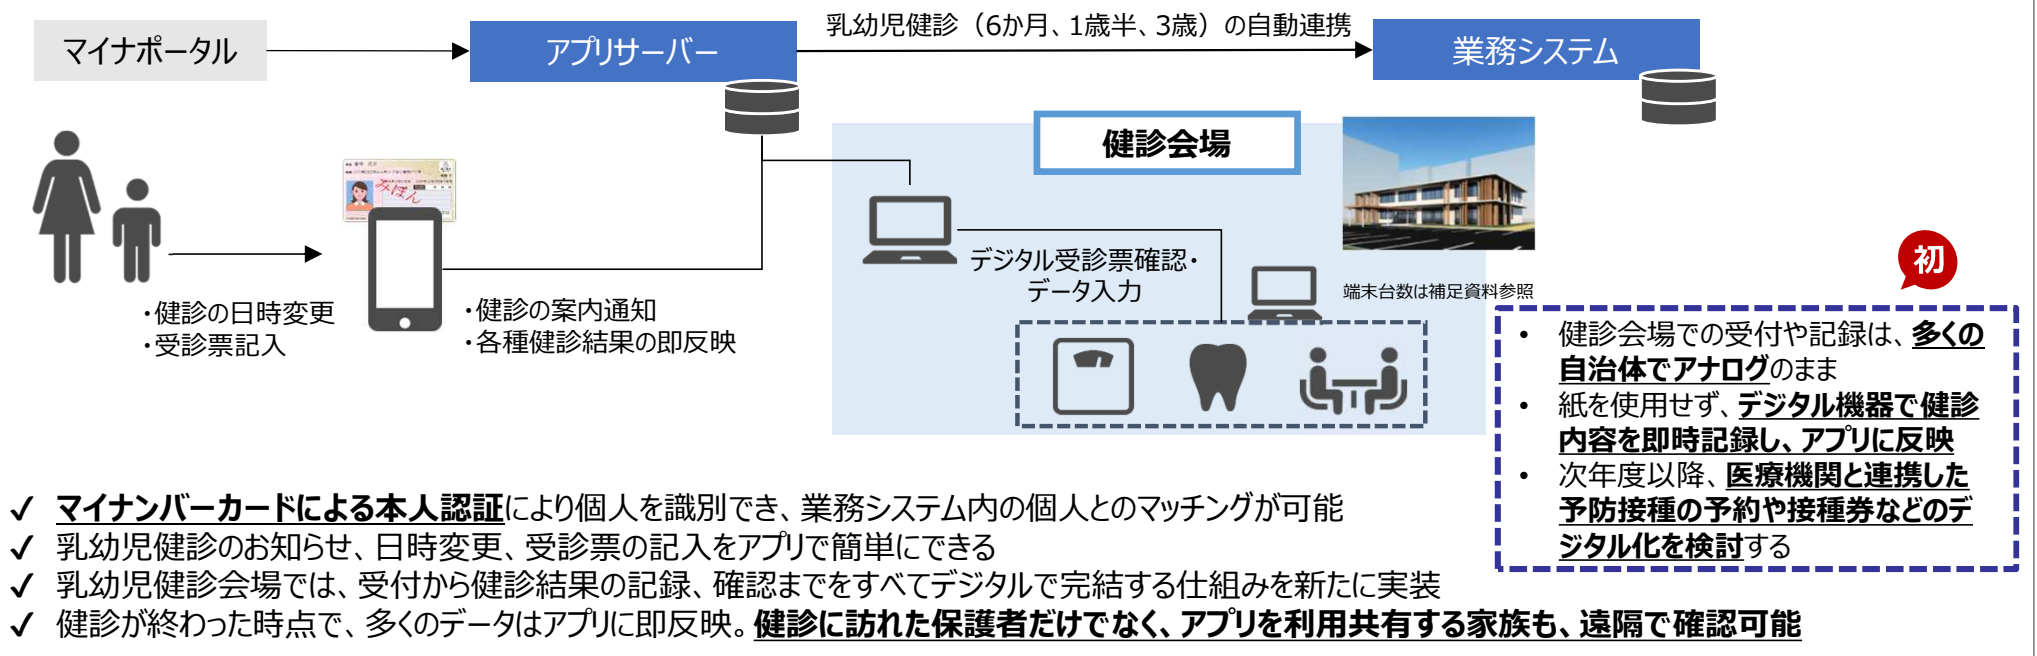 マイナポータル
アプリサーバー
乳幼児健診（6か月、1歳半、3歳）の自動連携
業務システム
健診会場
みほん
デジタル受診票確認・
データ入力
端末台数は補足資料参照
・健診の日時変更
・受診票記入
・健診の案内通知
・各種健診結果の即反映
初
• 健診会場での受付や記録は、多くの
自治体でアナログのまま
• 紙を使用せず、デジタル機器で健診
内容を即時記録し、アプリに反映
• 次年度以降、医療機関と連携した
予防接種の予約や接種券などのデ
ジタル化を検討する
✓ マイナンバーカードによる本人認証により個人を識別でき、業務システム内の個人とのマッチングが可能
✓ 乳幼児健診のお知らせ、日時変更、受診票の記入をアプリで簡単にできる
✓ 乳幼児健診会場では、受付から健診結果の記録、確認までをすべてデジタルで完結する仕組みを新たに実装
✓ 健診が終わった時点で、多くのデータはアプリに即反映。健診に訪れた保護者だけでなく、アプリを利用共有する家族も、遠隔で確認可能